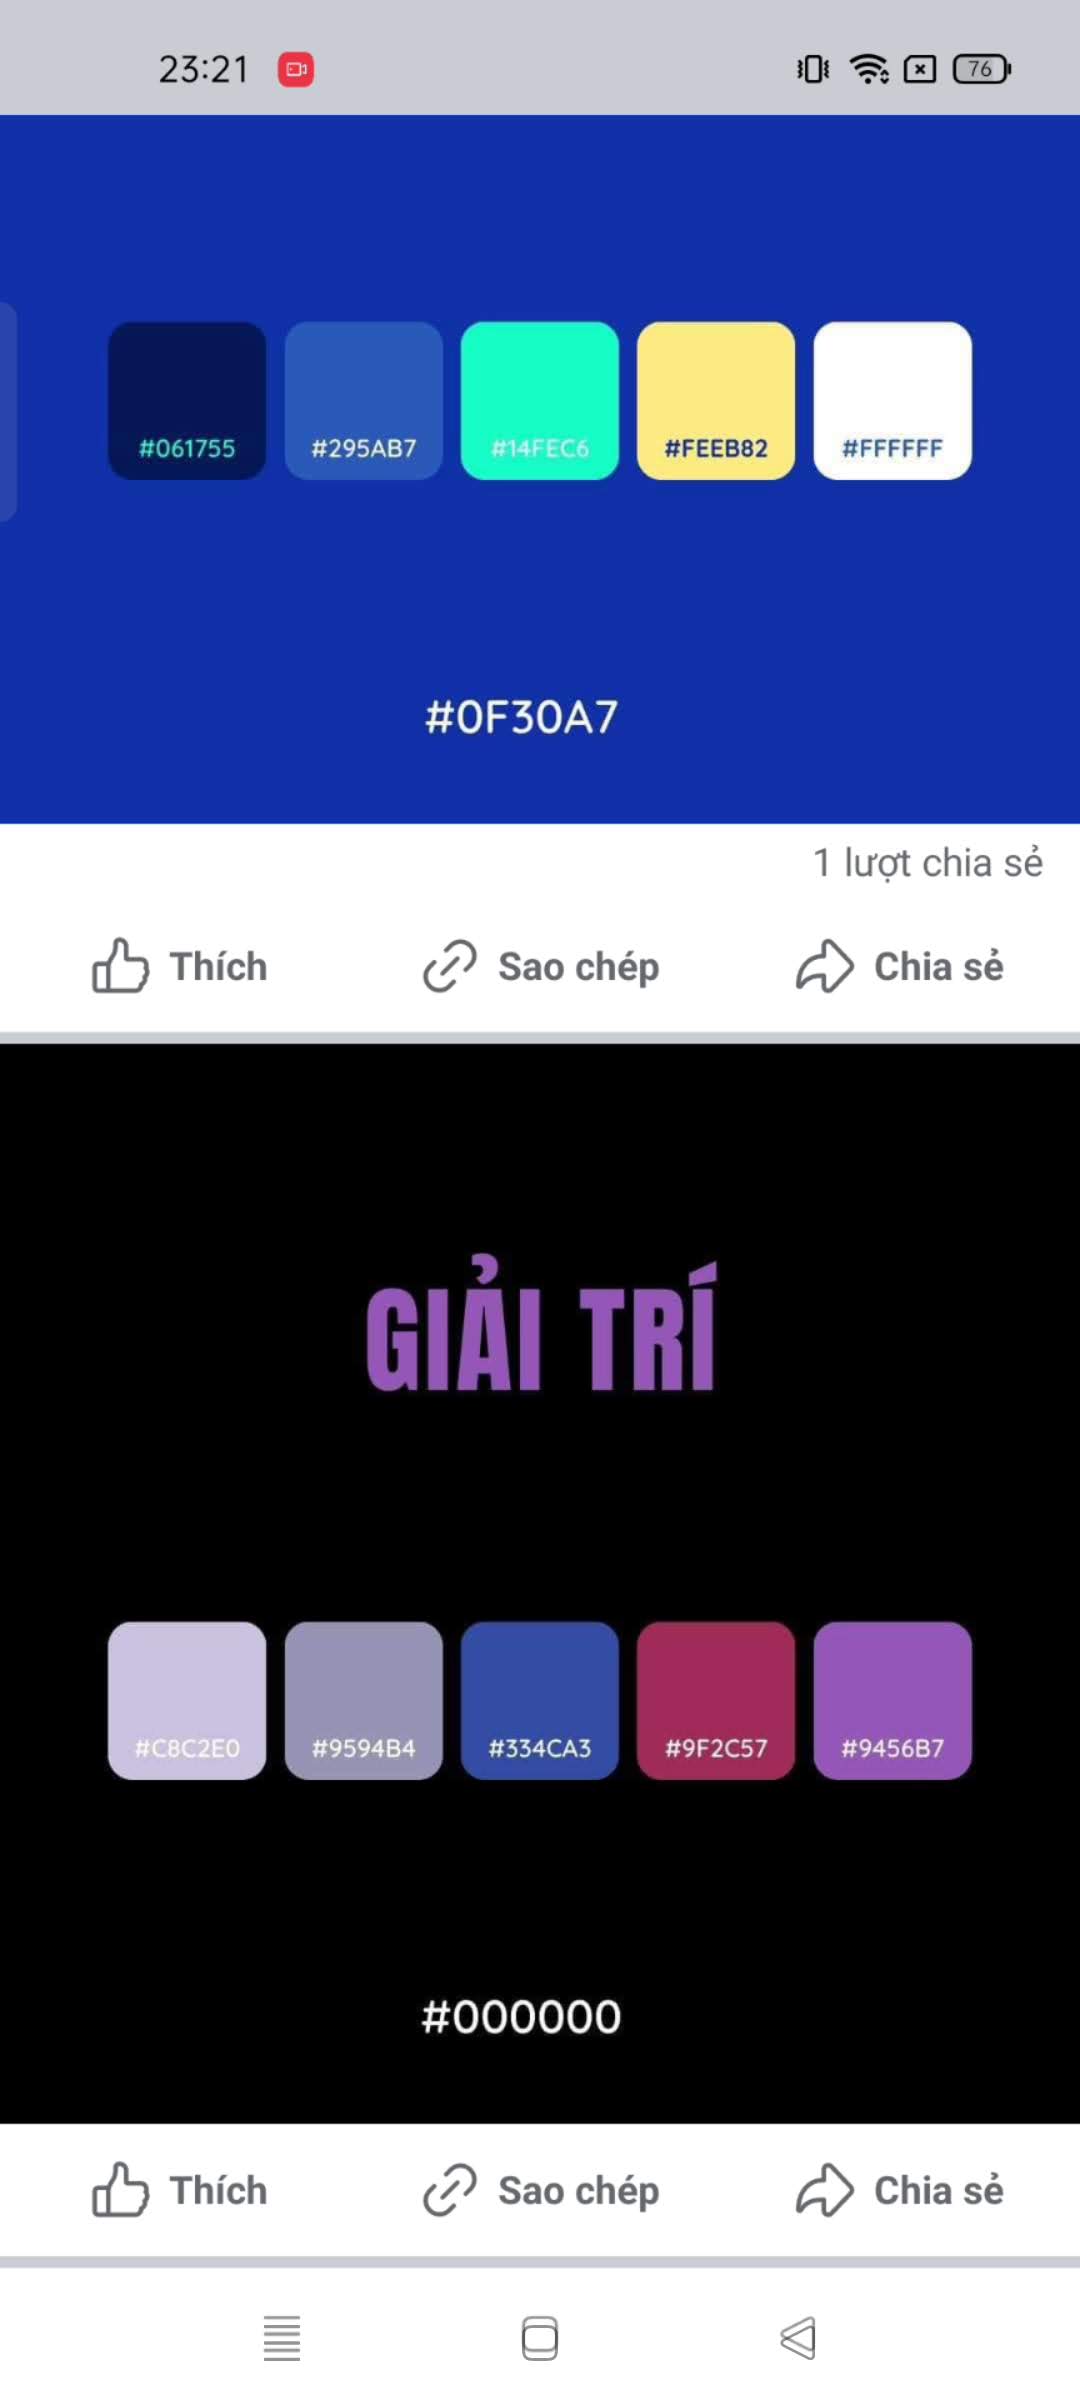 23:21
76
#061755 #295AB7 #14FEC6 #FEEB82 #FFFFFF
#0F30A7
1 lượt chia sẻ
Thích Sao chép Chia sẻ
GIẢI TRÍ
#C8C2E0 #9594B4 #334CA3 #9F2C57 #9456B7
#000000
Thích Sao chép Chia sẻ